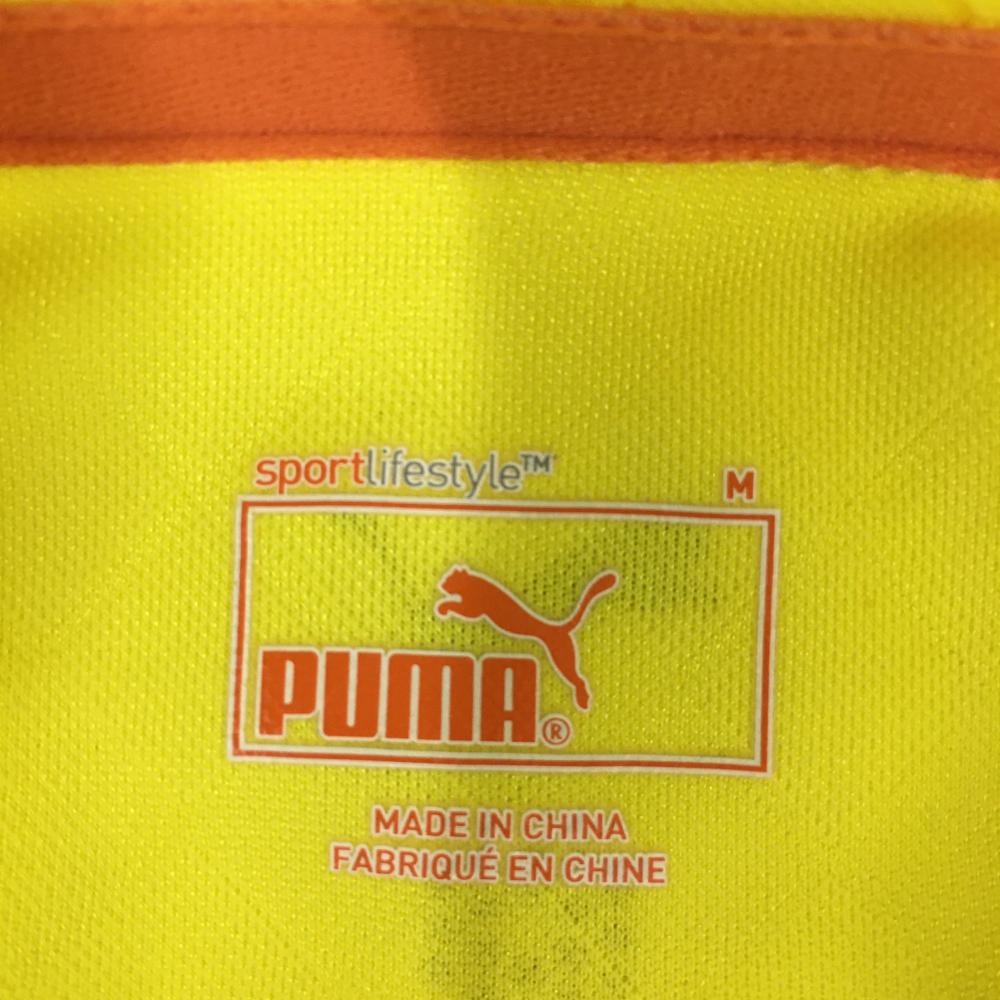 sportlifestyle™
M
PUMA®
MADE IN CHINA
FABRIQUÉ EN CHINE